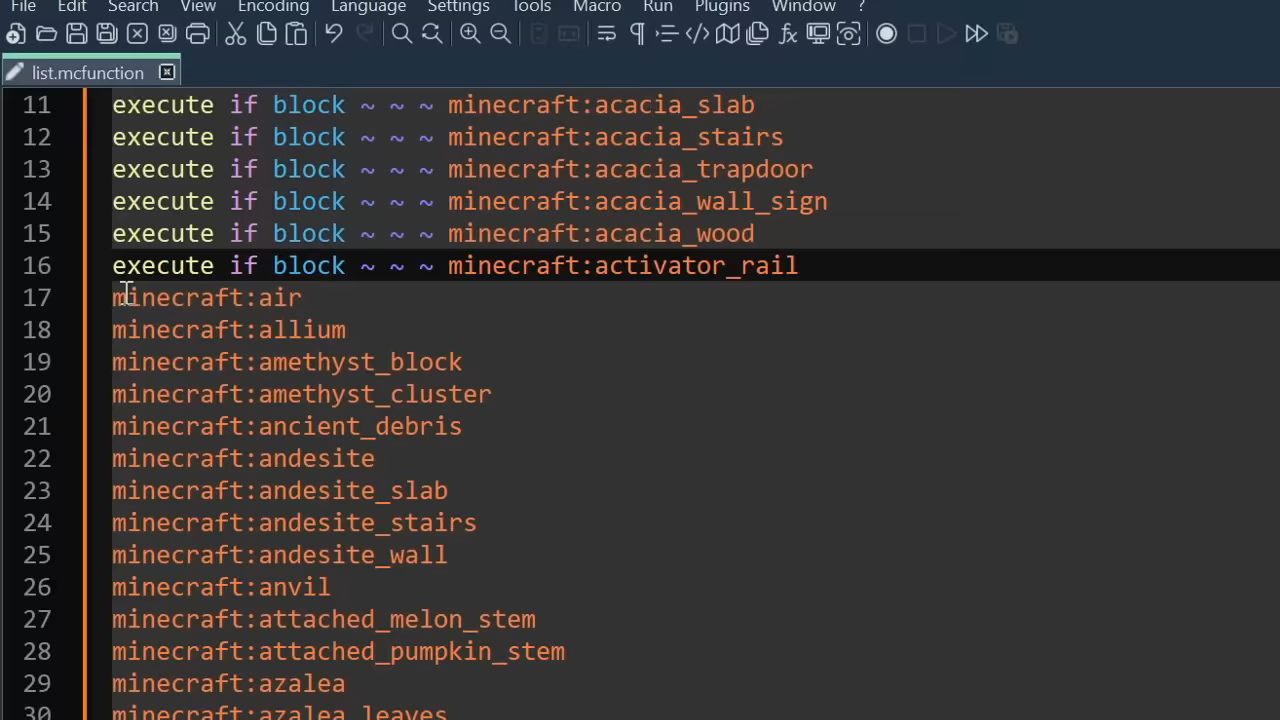 File Edit Search View Encoding Language Settings Tools Macro Run Plugins Window ?
list.mcfunction
11 execute if block ~ ~ ~ minecraft:acacia_slab
12 execute if block ~ ~ ~ minecraft:acacia_stairs
13 execute if block ~ ~ ~ minecraft:acacia_trapdoor
14 execute if block ~ ~ ~ minecraft:acacia_wall_sign
15 execute if block ~ ~ ~ minecraft:acacia_wood
16 execute if block ~ ~ ~ minecraft:activator_rail
17 minecraft:air
18 minecraft:allium
19 minecraft:amethyst_block
20 minecraft:amethyst_cluster
21 minecraft:ancient_debris
22 minecraft:andesite
23 minecraft:andesite_slab
24 minecraft:andesite_stairs
25 minecraft:andesite_wall
26 minecraft:anvil
27 minecraft:attached_melon_stem
28 minecraft:attached_pumpkin_stem
29 minecraft:azalea
30 minecraft:azalea_leaves